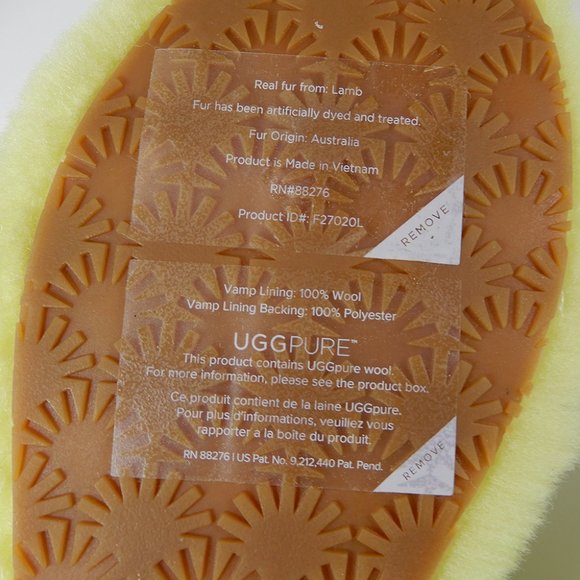 Real fur from: Lamb
Fur has been artificially dyed and treated.
Fur Origin: Australia
Product is Made in Vietnam
RN#88276
Product ID#: F27020L
REMOVE
Vamp Lining: 100% Wool
Vamp Lining Backing: 100% Polyester
UGGPURE™
This product contains UGGpure wool.
For more information, please see the product box.
Ce produit contient de la laine UGGpure.
Pour plus d'informations, veuillez vous
rapporter a la boîte du produit.
RN 88276 | US Pat. No. 9,212,440 Pat. Pend.
REMOVE